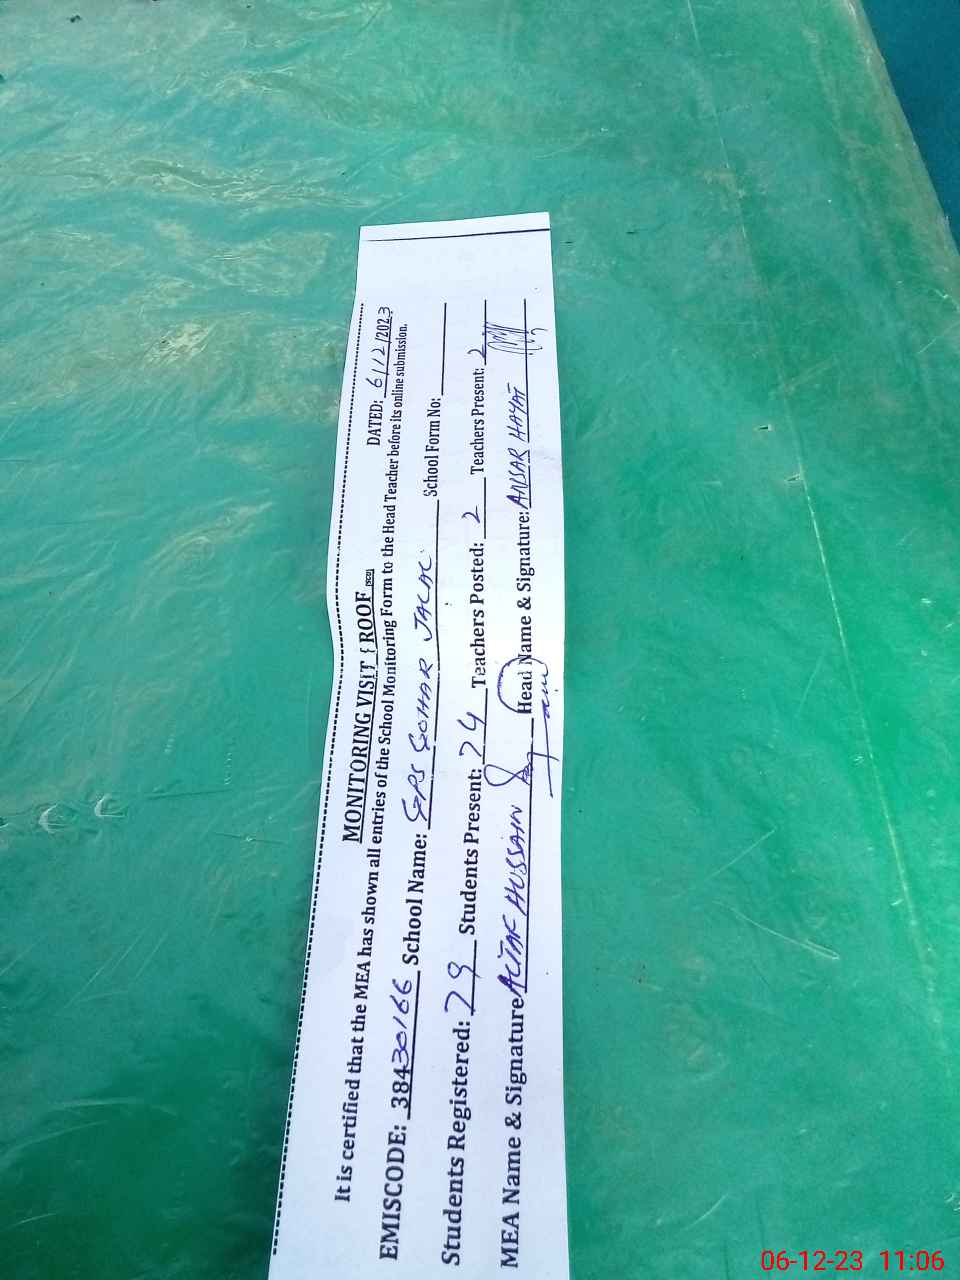 MONITORING VISIT {ROOF
DATED: 6/12/2023
It is certified that the MEA has shown all entries of the School Monitoring Form to the Head Teacher before its online submission.
EMISCODE: 38430166 School Name: GPS GOHAR JALAL School Form No:
Students Registered: 29 Students Present: 24 Teachers Posted: 2 Teachers Present: 2
MEA Name & Signature ALTAF HUSSAIN Head Name & Signature: ANSAR HAYAT
06-12-23 11:06